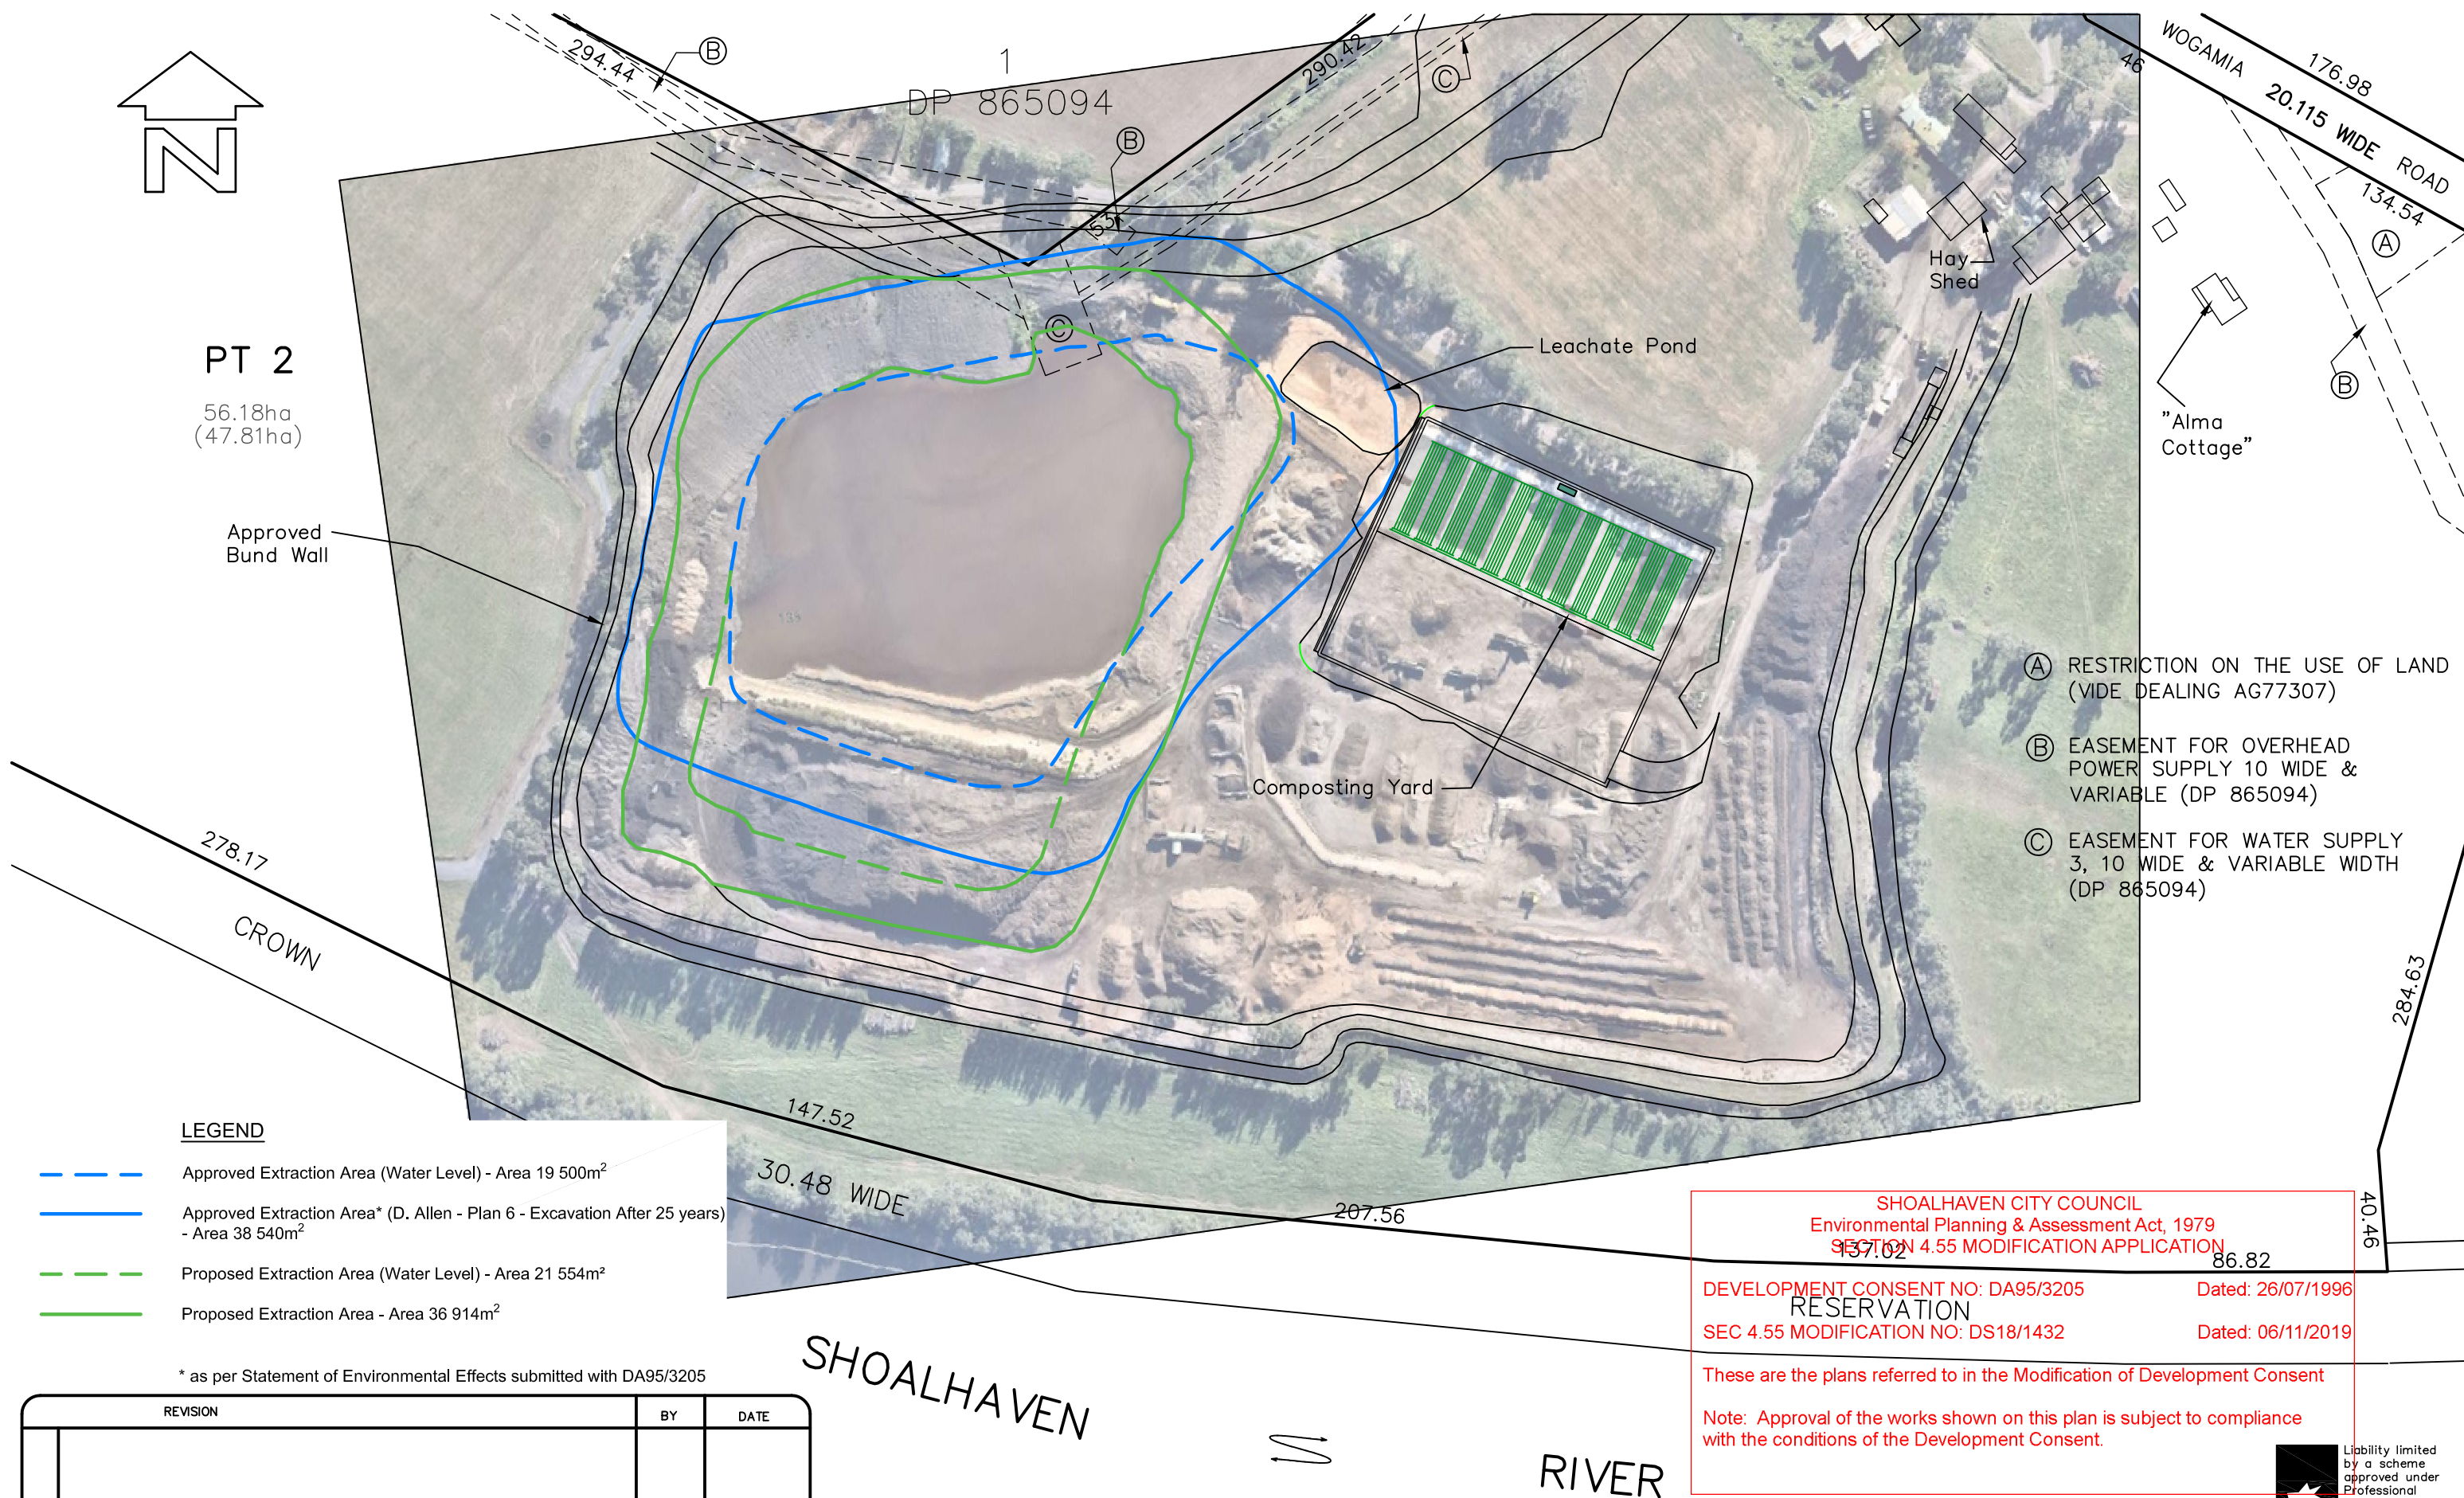 294.44
B
1
DP 865094
290.42
C
WOGAMIA
176.98
46
20.115 WIDE ROAD
134.54
B
53
A
Hay
Shed
C
Leachate Pond
PT 2
56.18ha
(47.81ha)
B
"Alma
Cottage"
Approved
Bund Wall
A RESTRICTION ON THE USE OF LAND
(VIDE DEALING AG77307)
B EASEMENT FOR OVERHEAD
POWER SUPPLY 10 WIDE &
VARIABLE (DP 865094)
Composting Yard
C EASEMENT FOR WATER SUPPLY
3, 10 WIDE & VARIABLE WIDTH
(DP 865094)
278.17
CROWN
284.63
147.52
30.48 WIDE
207.56
40.46
137.02
86.82
RESERVATION
LEGEND
Approved Extraction Area (Water Level) - Area 19 500m²
Approved Extraction Area* (D. Allen - Plan 6 - Excavation After 25 years)
- Area 38 540m²
Proposed Extraction Area (Water Level) - Area 21 554m²
Proposed Extraction Area - Area 36 914m²
* as per Statement of Environmental Effects submitted with DA95/3205
REVISION BY DATE
SHOALHAVEN
RIVER
SHOALHAVEN CITY COUNCIL
Environmental Planning & Assessment Act, 1979
SECTION 4.55 MODIFICATION APPLICATION
DEVELOPMENT CONSENT NO: DA95/3205 Dated: 26/07/1996
SEC 4.55 MODIFICATION NO: DS18/1432 Dated: 06/11/2019
These are the plans referred to in the Modification of Development Consent
Note: Approval of the works shown on this plan is subject to compliance
with the conditions of the Development Consent.
Liability limited
by a scheme
approved under
Professional